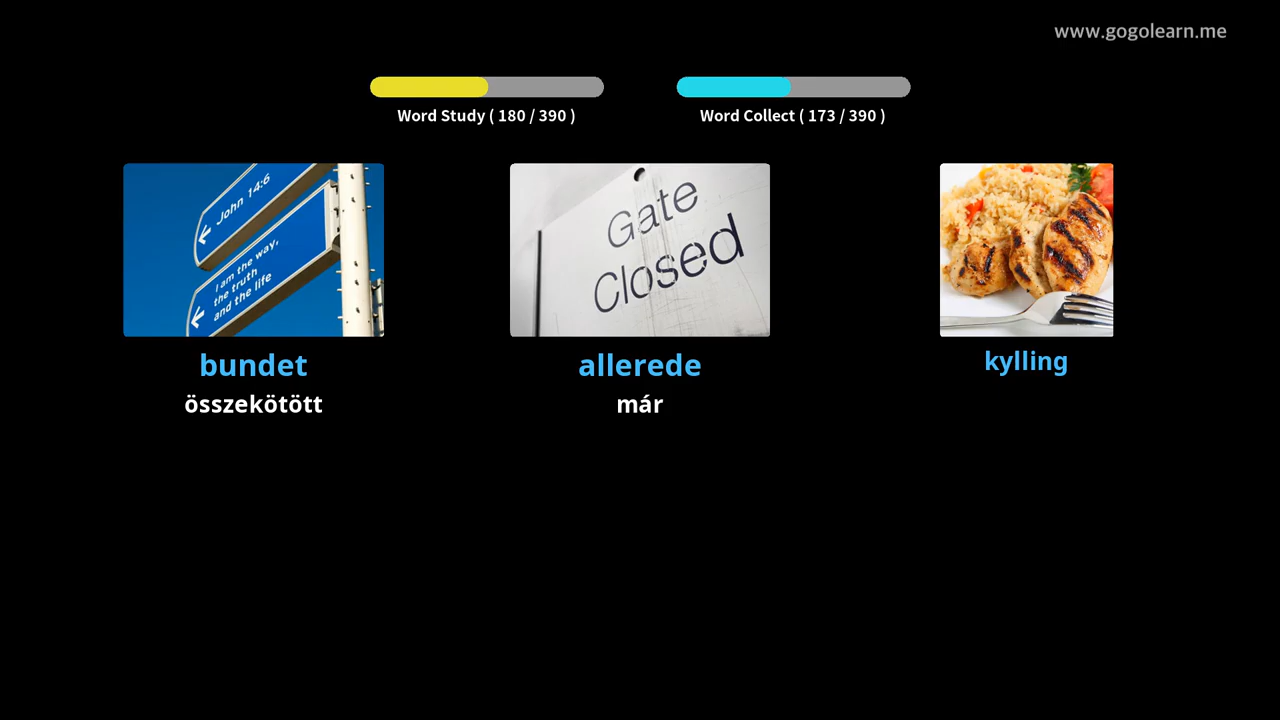 www.gogolearn.me
Word Study ( 180 / 390 )
Word Collect ( 173 / 390 )
John 14:6
I am the way,
the truth
and the life
Gate
Closed
bundet
allerede
kylling
összekötött
már